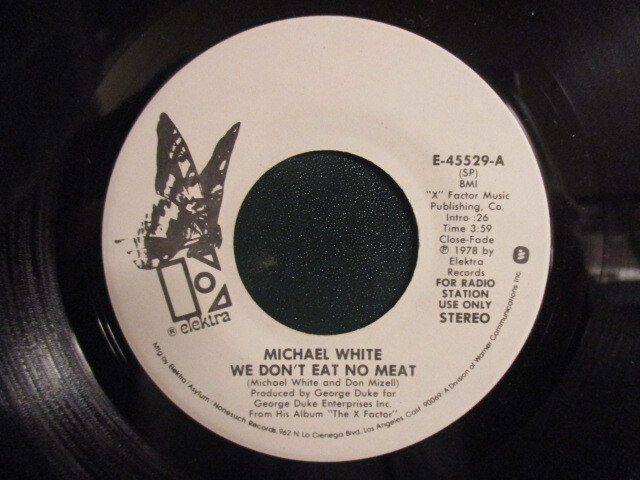 E-45529-A
(SP)
BMI
"X" Factor Music
Publishing, Co.
Intro :26
Time 3:59
Close-Fade
℗ 1978 by
Elektra
Records
FOR RADIO
STATION
USE ONLY
STEREO
® elektra
MICHAEL WHITE
WE DON'T EAT NO MEAT
(Michael White and Don Mizell)
Produced by George Duke for
George Duke Enterprises Inc.
From His Album "The X Factor"
Mfg by Elektra/Asylum/Nonesuch Records, 962 N. La Cienega Blvd, Los Angeles, Calif. 90069 A Division of Warner Communications Inc. W